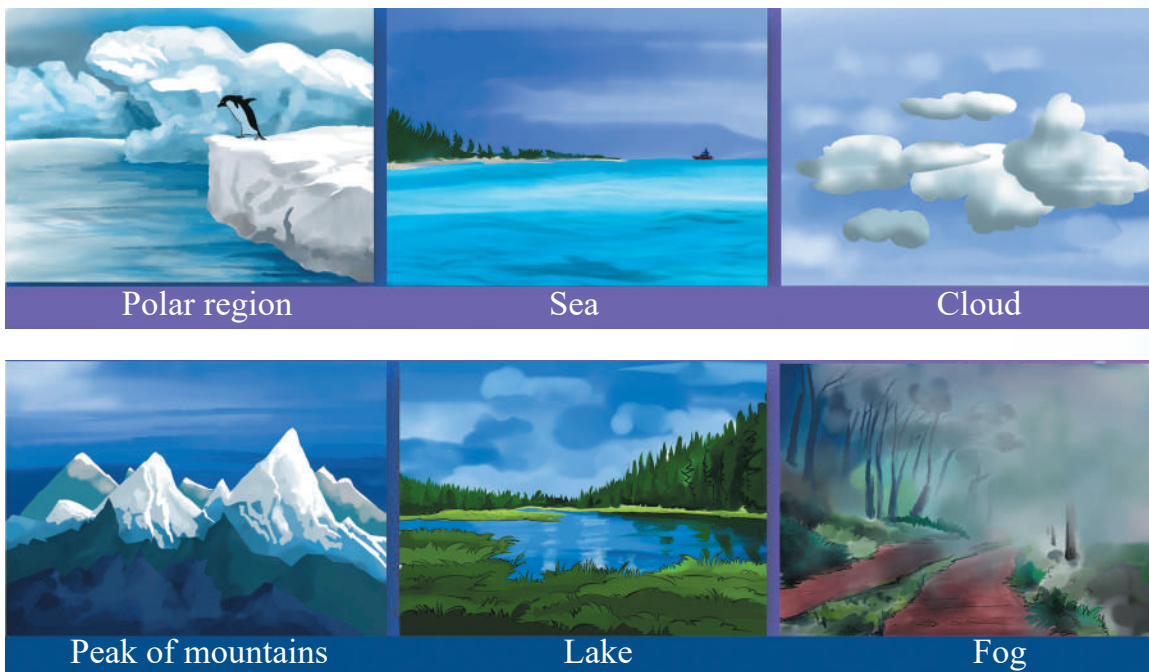 Polar region
Sea
Cloud
Peak of mountains
Lake
Fog